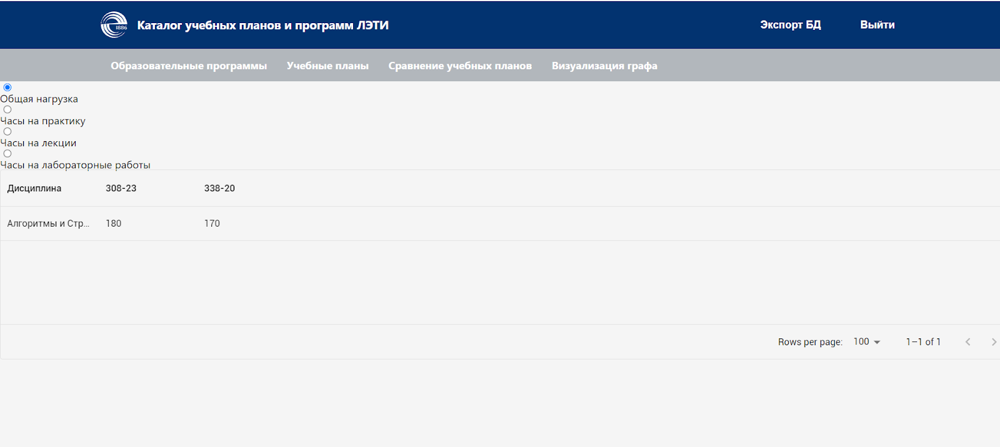 1886 Каталог учебных планов и программ ЛЭТИ Экспорт БД Выйти
Образовательные программы Учебные планы Сравнение учебных планов Визуализация графа
Общая нагрузка
Часы на практику
Часы на лекции
Часы на лабораторные работы
Дисциплина 308-23 338-20
Алгоритмы и Стр... 180 170
Rows per page: 100 1–1 of 1